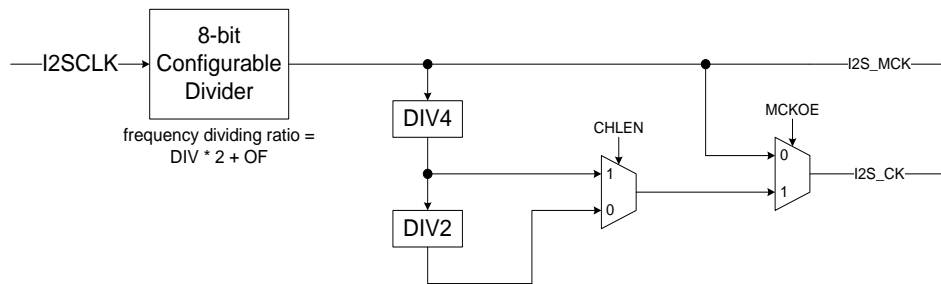 8-bit
Configurable
Divider
I2SCLK
I2S_MCK
frequency dividing ratio =
DIV * 2 + OF
DIV4
CHLEN
MCKOE
0
1
I2S_CK
1
0
DIV2